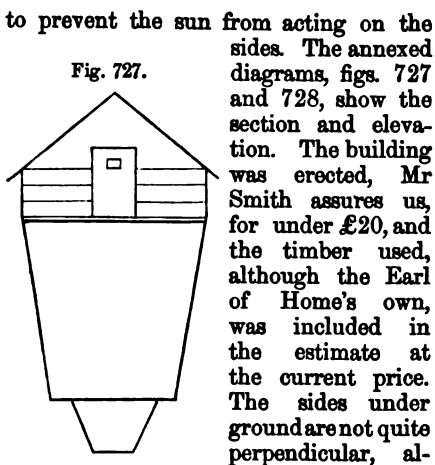 to prevent the sun from acting on the
sides. The annexed
Fig. 727.
diagrams, figs. 727
and 728, show the
section and eleva-
tion. The building
was erected, Mr
Smith assures us,
for under £20, and
the timber used,
although the Earl
of Home's own,
was included in
the estimate at
the current price.
The sides under
ground are not quite
perpendicular, al-